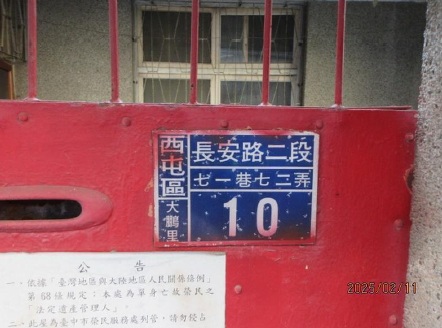 西屯區
大鵬里
長安路二段
七一巷七二弄
10
公告
一、依據「臺灣地區與大陸地區人民關係條例」
第68條規定：本處為單身亡故榮民之
「法定遺產管理人」。
二、此屋為臺中市榮民服務處列管，請勿侵占
2025/02/11